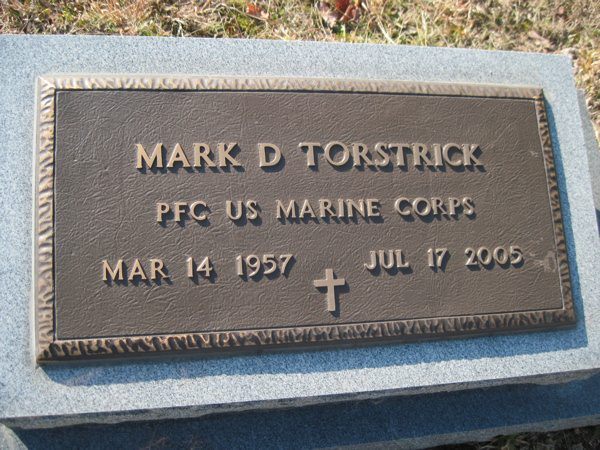 MARK D TORSTRICK
PFC US MARINE CORPS
MAR 14 1957 JUL 17 2005